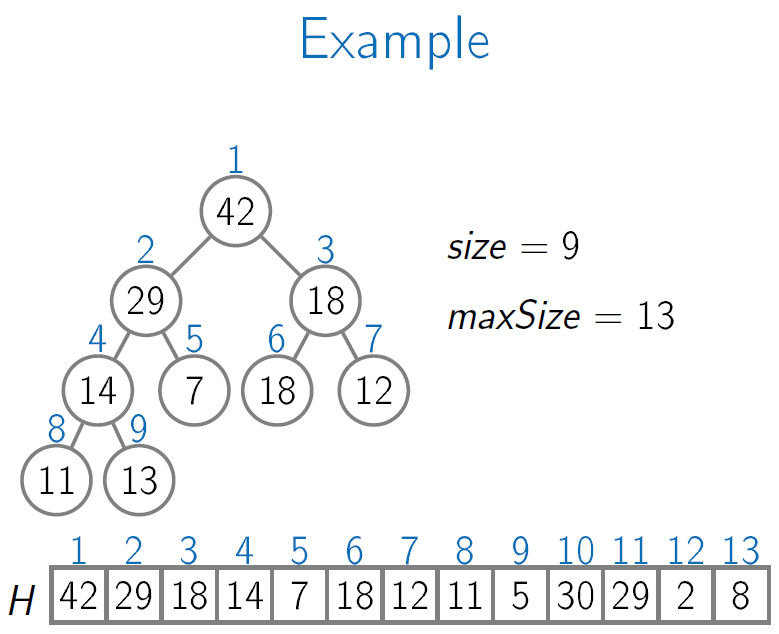 Example
1
42
2 3
29 18
size = 9
maxSize = 13
4 5 6 7
14 7 18 12
8 9
11 13
1 2 3 4 5 6 7 8 9 10 11 12 13
H 42 29 18 14 7 18 12 11 5 30 29 2 8